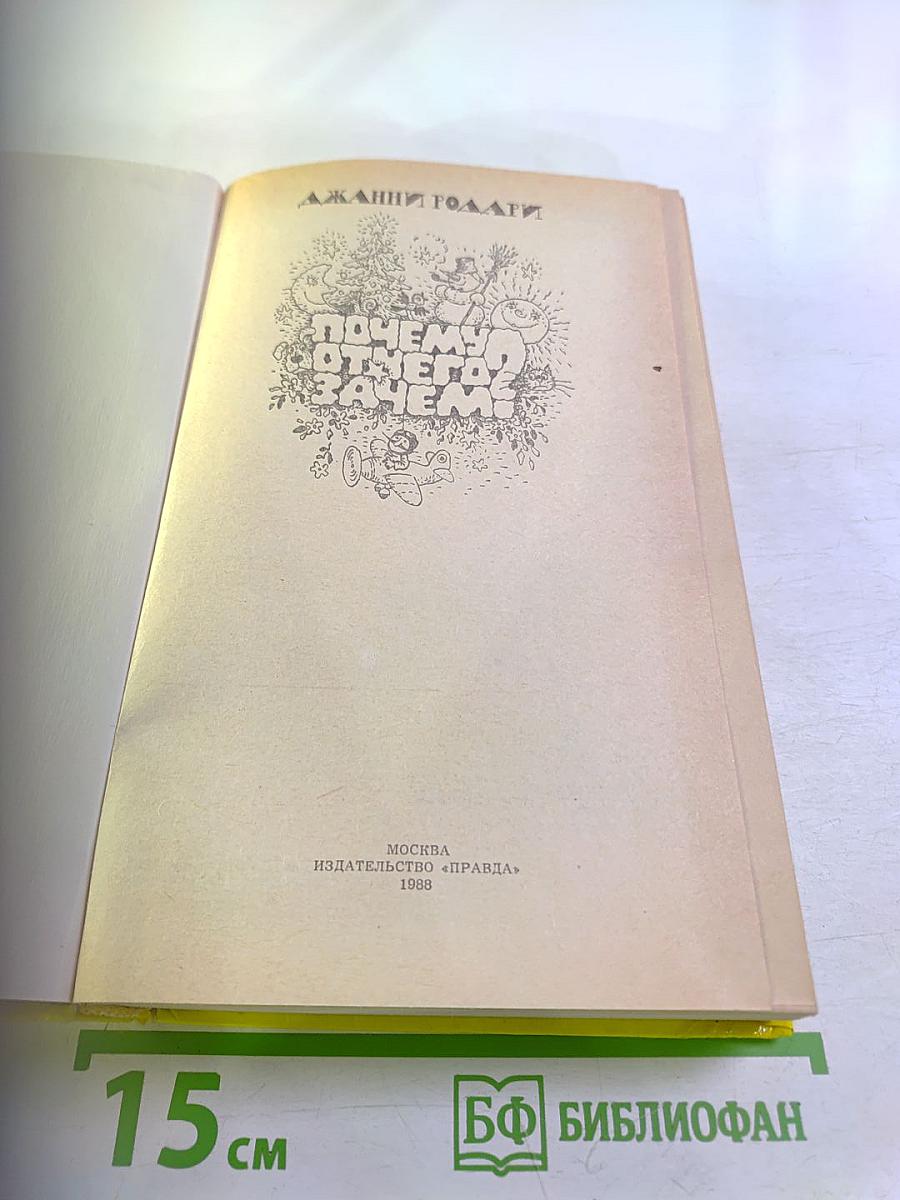 ДЖАННИ РОДАРИ
ПОЧЕМУ?
ОТЧЕГО?
ЗАЧЕМ?
МОСКВА
ИЗДАТЕЛЬСТВО «ПРАВДА»
1988
15 см
БФ БИБЛИОФАН